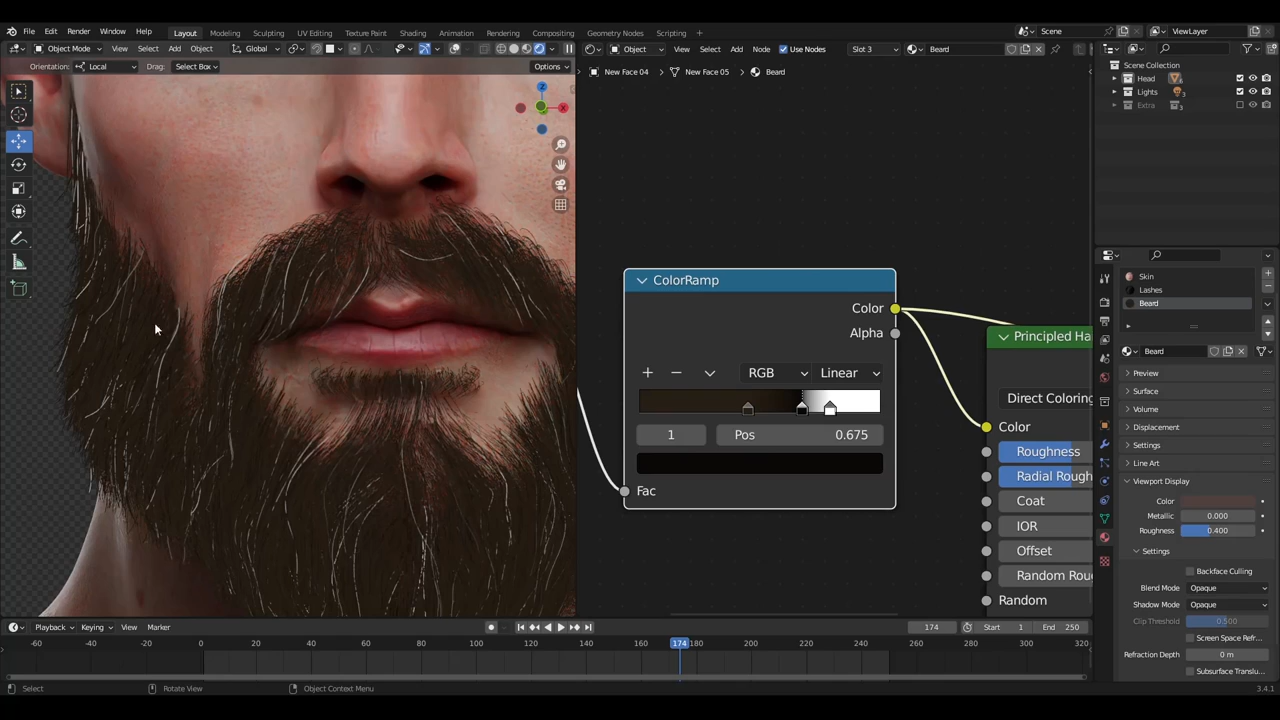 File Edit Render Window Help Layout Modeling Sculpting UV Editing Texture Paint Shading Animation Rendering Compositing Geometry Nodes Scripting Scene ViewLayer
Object Mode View Select Add Object Global Object View Select Add Node Use Nodes Slot 3 Beard
Orientation: Local Drag: Select Box Options
New Face 04 New Face 05 Beard
Scene Collection
Head
Lights
Extra
Z
X
ColorRamp
Color
Alpha
RGB Linear
1 Pos 0.675
Fac
Principled Ha
Direct Coloring
Color
Roughness
Radial Rough
Coat
IOR
Offset
Random Rou
Random
Skin
Lashes
Beard
Beard
Preview
Surface
Volume
Displacement
Settings
Line Art
Viewport Display
Color
Metallic 0.000
Roughness 0.400
Settings
Backface Culling
Blend Mode Opaque
Shadow Mode Opaque
Clip Threshold 0.500
Screen Space Refr...
Refraction Depth 0 m
Subsurface Translu...
Playback Keying View Marker 174 Start 1 End 250
-60 -40 -20 0 20 40 60 80 100 120 140 160 174 180 200 220 240 260 280 300 320
Select Rotate View Object Context Menu 3.4.1